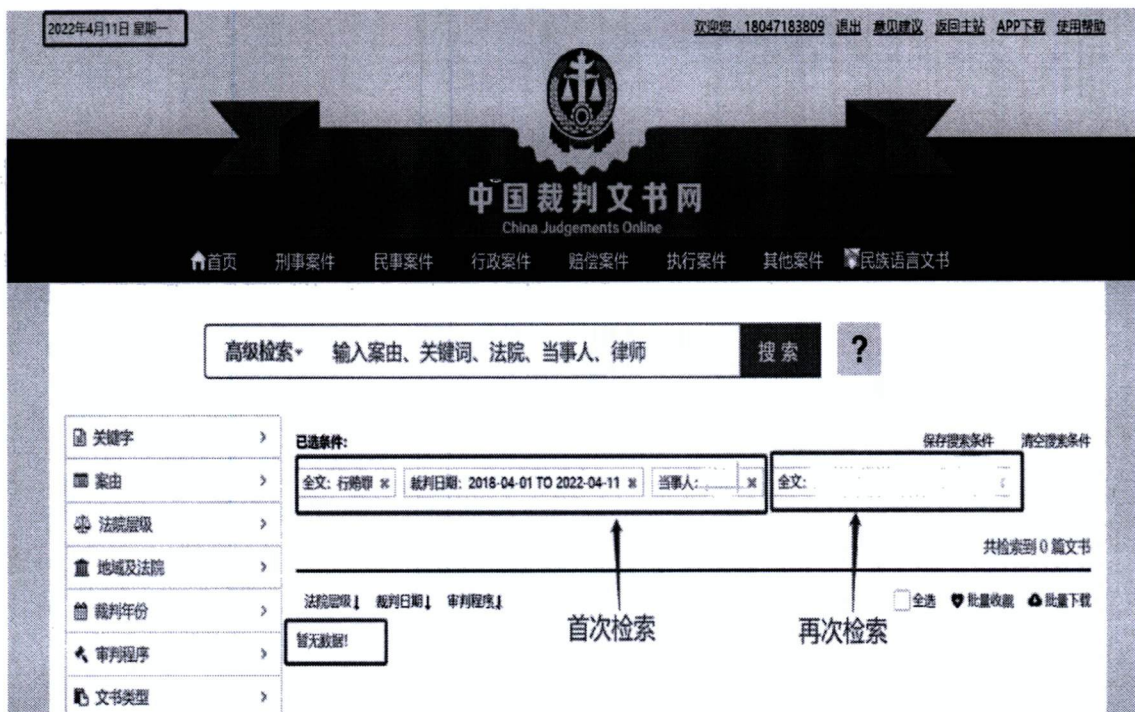 2022年4月11日 星期一
欢迎您，18047183809 退出 意见建议 返回主站 APP下载 使用帮助
中国裁判文书网
China Judgements Online
首页 刑事案件 民事案件 行政案件 赔偿案件 执行案件 其他案件 民族语言文书
高级检索 输入案由、关键词、法院、当事人、律师 搜索 ?
关键字
已选条件: 保存搜索条件 清空搜索条件
案由
全文: 行贿罪 × 裁判日期: 2018-04-01 TO 2022-04-11 × 当事人: × 全文:
法院层级
共检索到 0 篇文书
地域及法院
法院层级 裁判日期 审判程序 全选 批量收藏 批量下载
裁判年份
首次检索 再次检索
暂无数据!
审判程序
文书类型